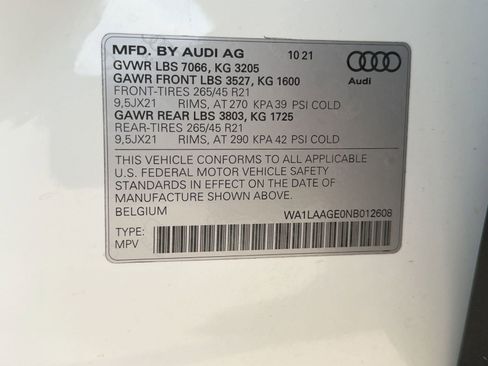 MFD. BY AUDI AG 10 21
GVWR LBS 7066, KG 3205
GAWR FRONT LBS 3527, KG 1600
FRONT-TIRES 265/45 R21
9,5JX21 RIMS, AT 270 KPA 39 PSI COLD
GAWR REAR LBS 3803, KG 1725
REAR-TIRES 265/45 R21
9,5JX21 RIMS, AT 290 KPA 42 PSI COLD
Audi
THIS VEHICLE CONFORMS TO ALL APPLICABLE
U.S. FEDERAL MOTOR VEHICLE SAFETY
STANDARDS IN EFFECT ON THE DATE OF
MANUFACTURE SHOWN ABOVE.
BELGIUM WA1LAAGE0NB012608
TYPE:
MPV